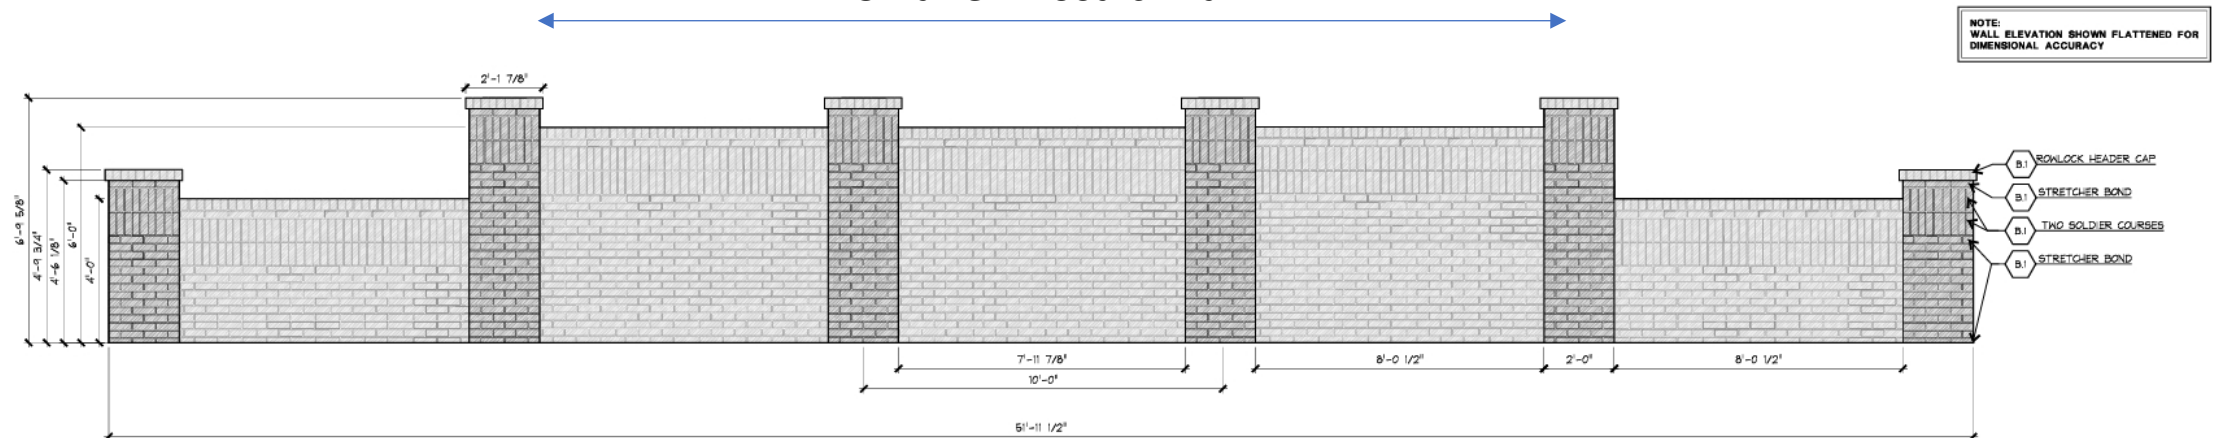 NOTE:
WALL ELEVATION SHOWN FLATTENED FOR
DIMENSIONAL ACCURACY
2'-1 7/8"
6'-9 5/8"
4'-9 3/4"
4'-6 1/8"
6'-0"
4'-0"
B.1 ROWLOCK HEADER CAP
B.1 STRETCHER BOND
B.1 TWO SOLDIER COURSES
B.1 STRETCHER BOND
7'-11 7/8"
8'-0 1/2"
2'-0"
8'-0 1/2"
10'-0"
51'-11 1/2"